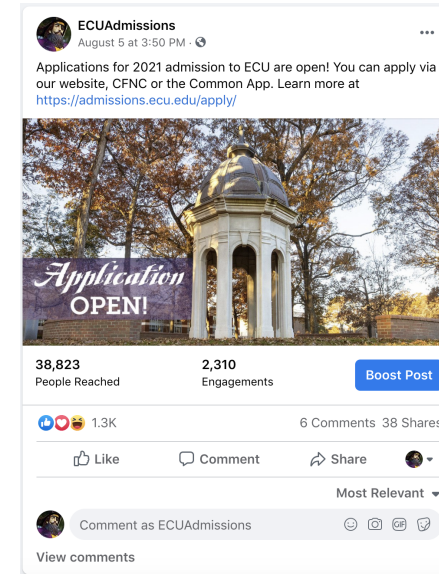 ECUAdmissions
August 5 at 3:50 PM ·
Applications for 2021 admission to ECU are open! You can apply via
our website, CFNC or the Common App. Learn more at
https://admissions.ecu.edu/apply/
Application
OPEN!
38,823
People Reached
2,310
Engagements
Boost Post
1.3K
6 Comments 38 Shares
Like
Comment
Share
Most Relevant
Comment as ECUAdmissions
GIF
View comments